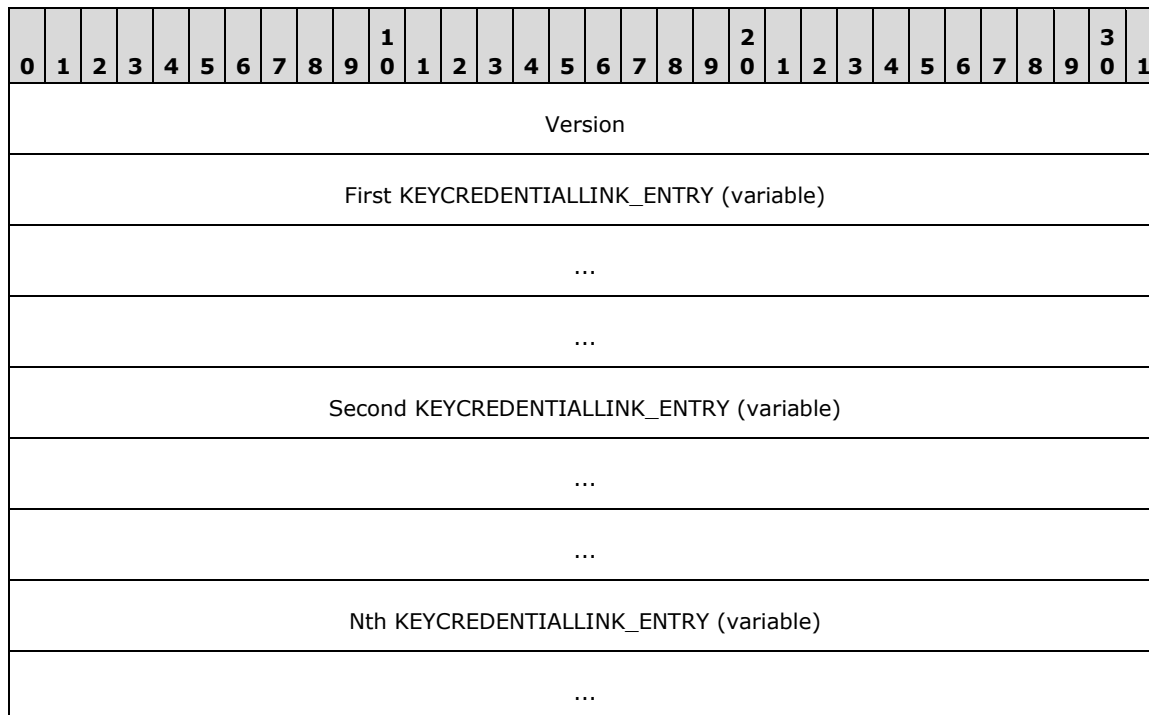 1 2 3
0 1 2 3 4 5 6 7 8 9 0 1 2 3 4 5 6 7 8 9 0 1 2 3 4 5 6 7 8 9 0 1
Version
First KEYCREDENTIALLINK_ENTRY (variable)
...
...
Second KEYCREDENTIALLINK_ENTRY (variable)
...
...
Nth KEYCREDENTIALLINK_ENTRY (variable)
...